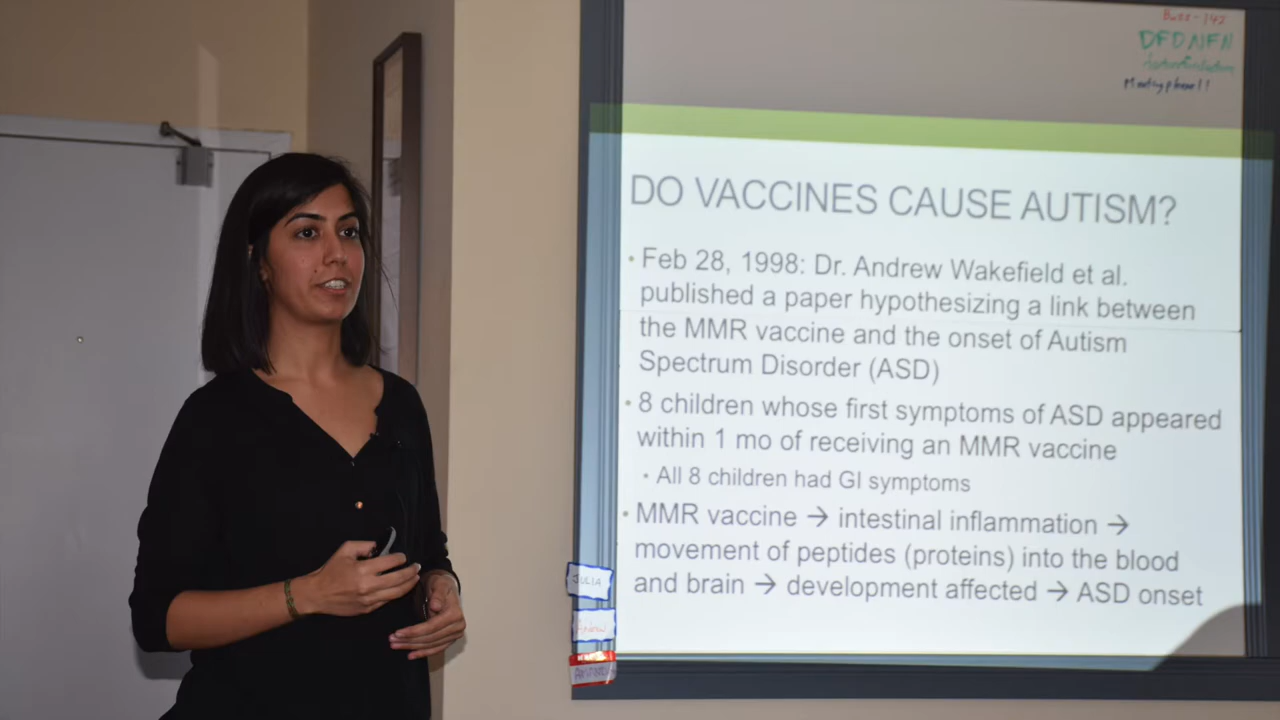 Buzz-142
DFDNFN
DO VACCINES CAUSE AUTISM?
• Feb 28, 1998: Dr. Andrew Wakefield et al.
published a paper hypothesizing a link between
the MMR vaccine and the onset of Autism
Spectrum Disorder (ASD)
• 8 children whose first symptoms of ASD appeared
within 1 mo of receiving an MMR vaccine
• All 8 children had GI symptoms
• MMR vaccine → intestinal inflammation →
movement of peptides (proteins) into the blood
and brain → development affected → ASD onset
JULIA
Andrew